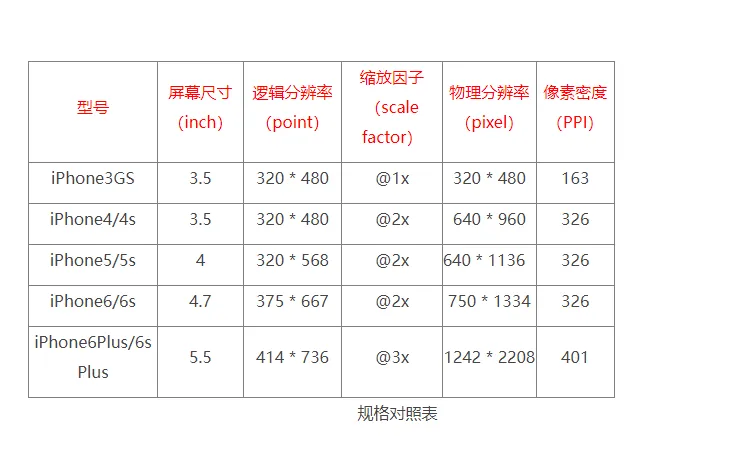 型号 屏幕尺寸（inch） 逻辑分辨率（point） 缩放因子（scale factor） 物理分辨率（pixel） 像素密度（PPI）
iPhone3GS 3.5 320 * 480 @1x 320 * 480 163
iPhone4/4s 3.5 320 * 480 @2x 640 * 960 326
iPhone5/5s 4 320 * 568 @2x 640 * 1136 326
iPhone6/6s 4.7 375 * 667 @2x 750 * 1334 326
iPhone6Plus/6s Plus 5.5 414 * 736 @3x 1242 * 2208 401
规格对照表